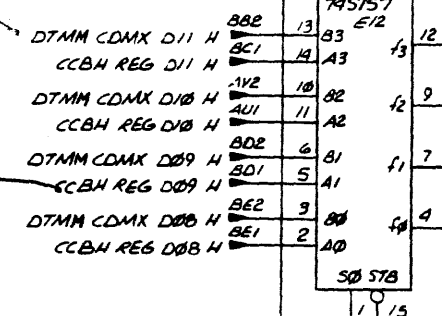 74S157
BB2 13 E12 12
DTMM CDMX D11 H B3 f3
CCBH REG D11 H BC1 14 A3
AV2 10 9
DTMM CDMX D10 H B2 f2
CCBH REG D10 H AU1 11 A2
BD2 6 7
DTMM CDMX D09 H B1 f1
CCBH REG D09 H BD1 5 A1
BE2 3 4
DTMM CDMX D08 H B0 f0
CCBH REG D08 H BE1 2 A0
S0 STB
1 15